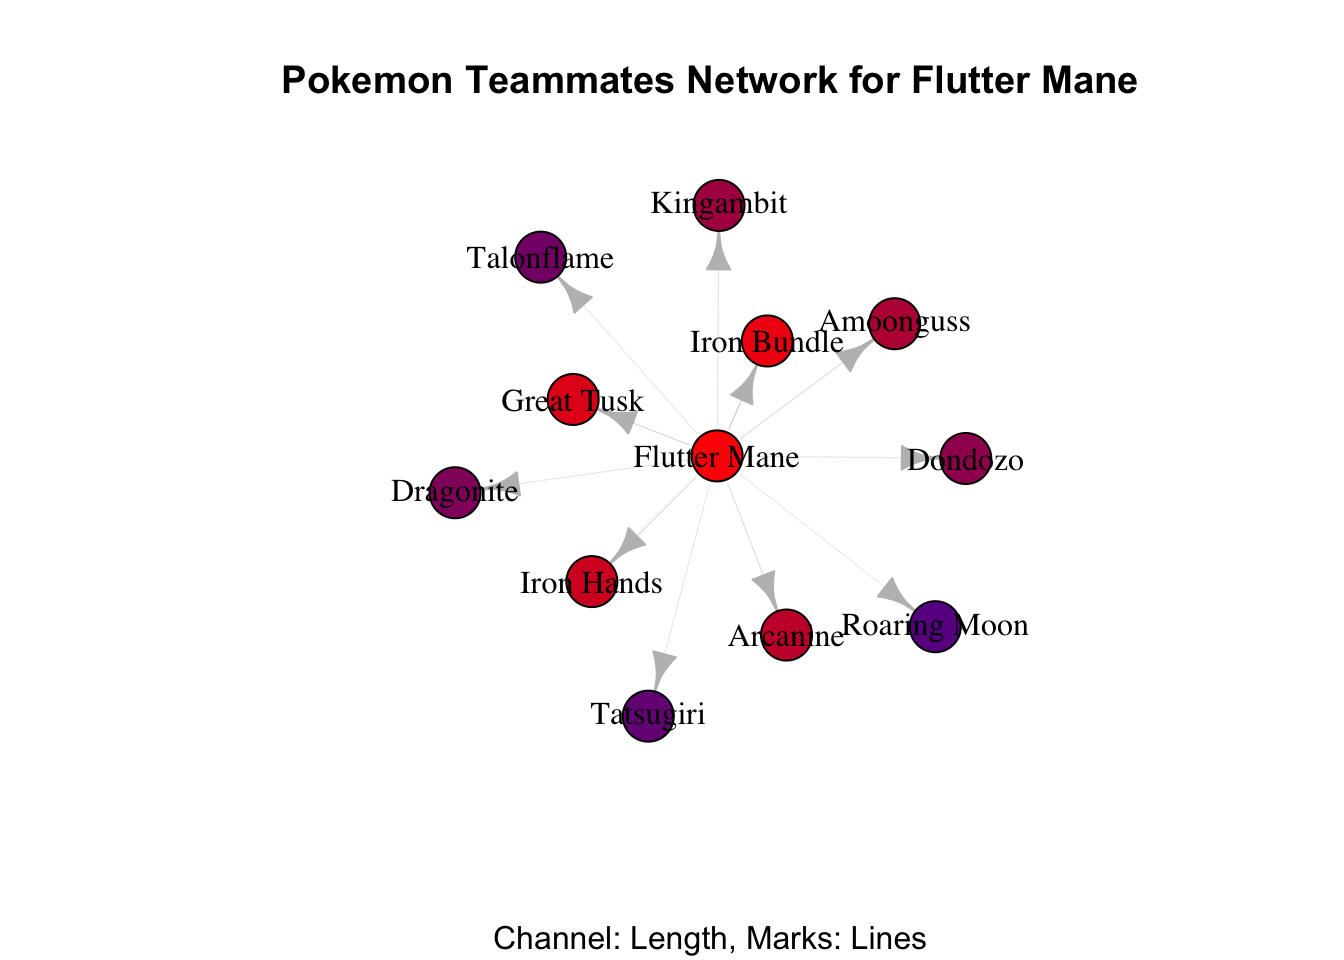 Pokemon Teammates Network for Flutter Mane
Kingambit
Talonflame
Amoonguss
Iron Bundle
Great Tusk
Flutter Mane
Dondozo
Dragonite
Iron Hands
Roaring Moon
Arcanine
Tatsugiri
Channel: Length, Marks: Lines